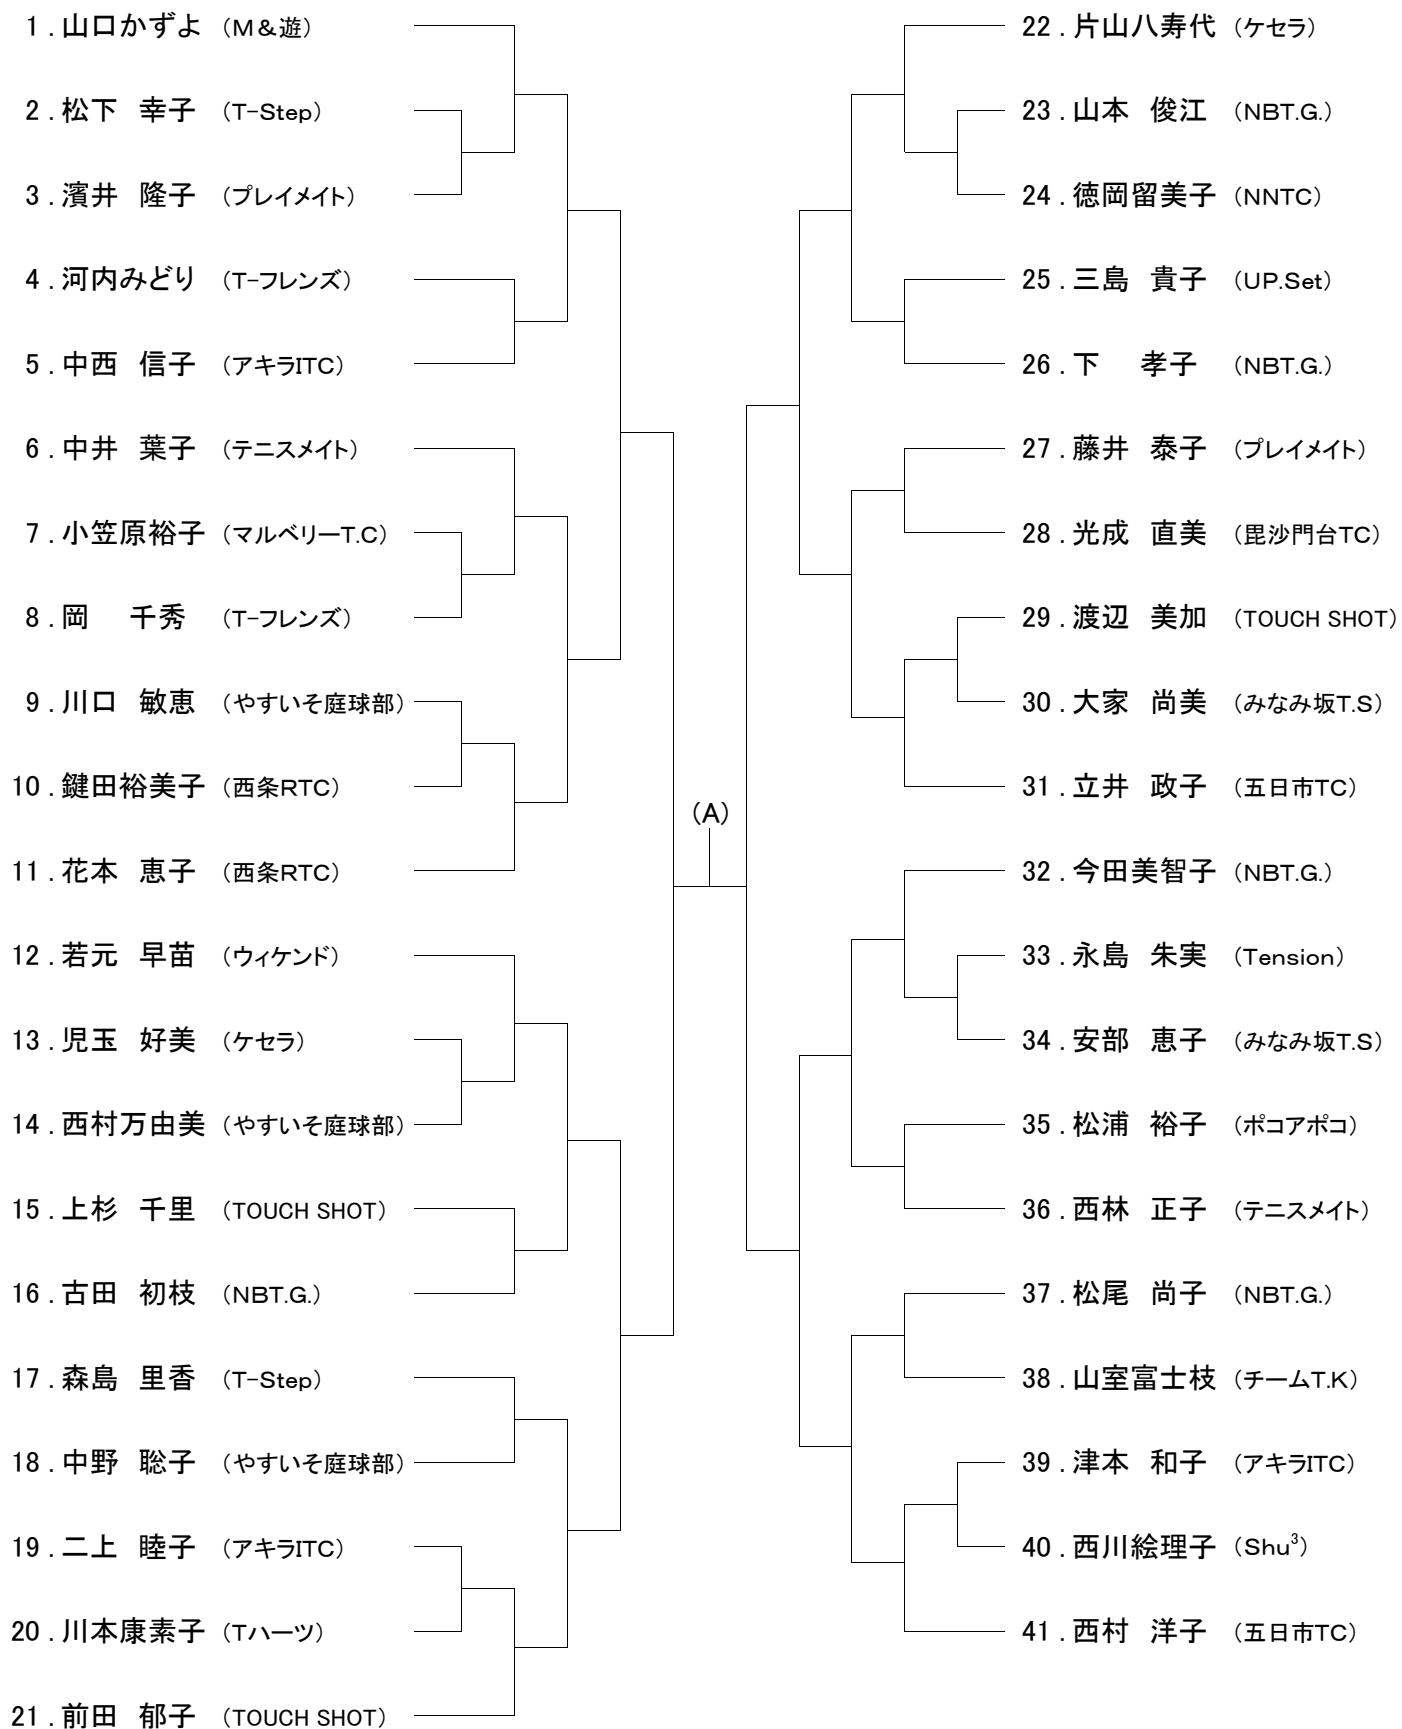 1．山口かずよ（M＆遊）
2．松下　幸子（T-Step）
3．濱井　隆子（プレイメイト）
4．河内みどり（T-フレンズ）
5．中西　信子（アキラITC）
6．中井　葉子（テニスメイト）
7．小笠原裕子（マルベリーT.C）
8．岡　千秀（T-フレンズ）
9．川口　敏恵（やすいそ庭球部）
10．鍵田裕美子（西条RTC）
11．花本　恵子（西条RTC）
12．若元　早苗（ウィケンド）
13．児玉　好美（ケセラ）
14．西村万由美（やすいそ庭球部）
15．上杉　千里（TOUCH SHOT）
16．古田　初枝（NBT.G.）
17．森島　里香（T-Step）
18．中野　聡子（やすいそ庭球部）
19．二上　睦子（アキラITC）
20．川本康素子（Tハーツ）
21．前田　郁子（TOUCH SHOT）
（A）
22．片山八寿代（ケセラ）
23．山本　俊江（NBT.G.）
24．徳岡留美子（NNTC）
25．三島　貴子（UP.Set）
26．下　孝子（NBT.G.）
27．藤井　泰子（プレイメイト）
28．光成　直美（毘沙門台TC）
29．渡辺　美加（TOUCH SHOT）
30．大家　尚美（みなみ坂T.S）
31．立井　政子（五日市TC）
32．今田美智子（NBT.G.）
33．永島　朱実（Tension）
34．安部　恵子（みなみ坂T.S）
35．松浦　裕子（ポコアポコ）
36．西林　正子（テニスメイト）
37．松尾　尚子（NBT.G.）
38．山室富士枝（チームT.K）
39．津本　和子（アキラITC）
40．西川絵理子（Shu³）
41．西村　洋子（五日市TC）